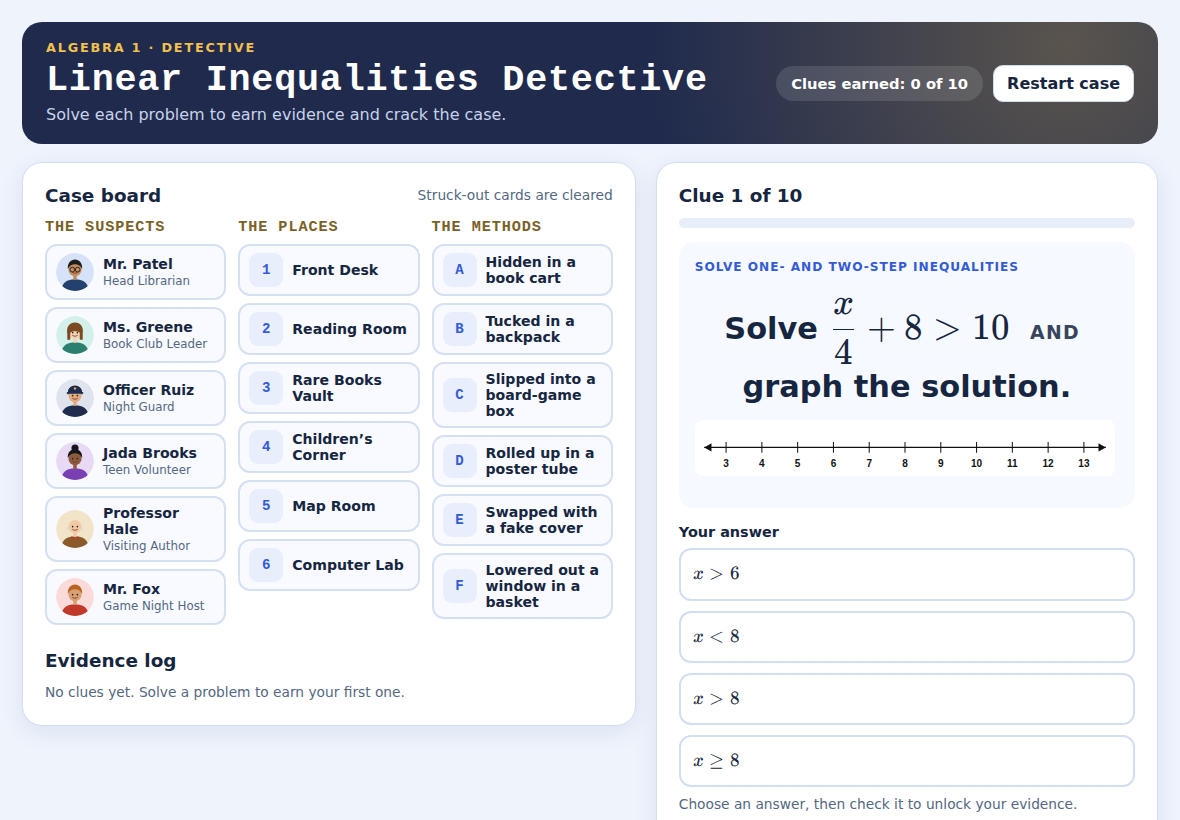 ALGEBRA 1 · DETECTIVE
Linear Inequalities Detective
Solve each problem to earn evidence and crack the case.
Clues earned: 0 of 10
Restart case
Case board
Struck-out cards are cleared
THE SUSPECTS
Mr. Patel
Head Librarian
Ms. Greene
Book Club Leader
Officer Ruiz
Night Guard
Jada Brooks
Teen Volunteer
Professor
Hale
Visiting Author
Mr. Fox
Game Night Host
THE PLACES
1 Front Desk
2 Reading Room
3 Rare Books
Vault
4 Children’s
Corner
5 Map Room
6 Computer Lab
THE METHODS
A Hidden in a
book cart
B Tucked in a
backpack
C Slipped into a
board-game
box
D Rolled up in a
poster tube
E Swapped with
a fake cover
F Lowered out a
window in a
basket
Evidence log
No clues yet. Solve a problem to earn your first one.
Clue 1 of 10
SOLVE ONE- AND TWO-STEP INEQUALITIES
Solve x/4 + 8 > 10 AND
graph the solution.
3 4 5 6 7 8 9 10 11 12 13
Your answer
x > 6
x < 8
x > 8
x ≥ 8
Choose an answer, then check it to unlock your evidence.